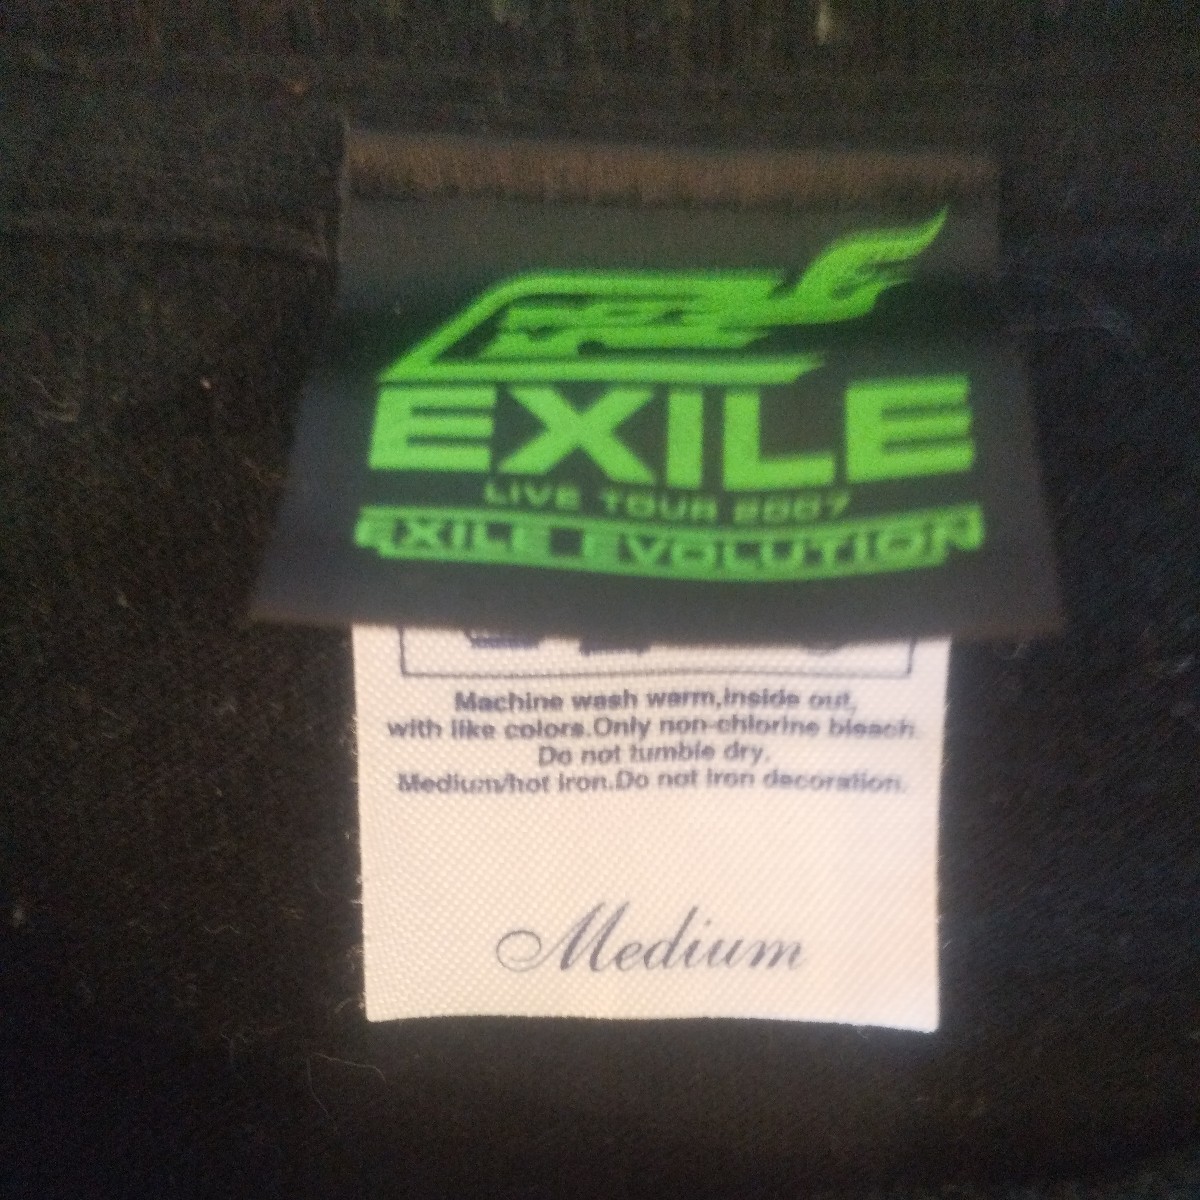 EXILE
LIVE TOUR 2007
EXILE EVOLUTION
Machine wash warm,inside out,
with like colors.Only non-chlorine bleach.
Do not tumble dry.
Medium/hot iron.Do not iron decoration.
Medium